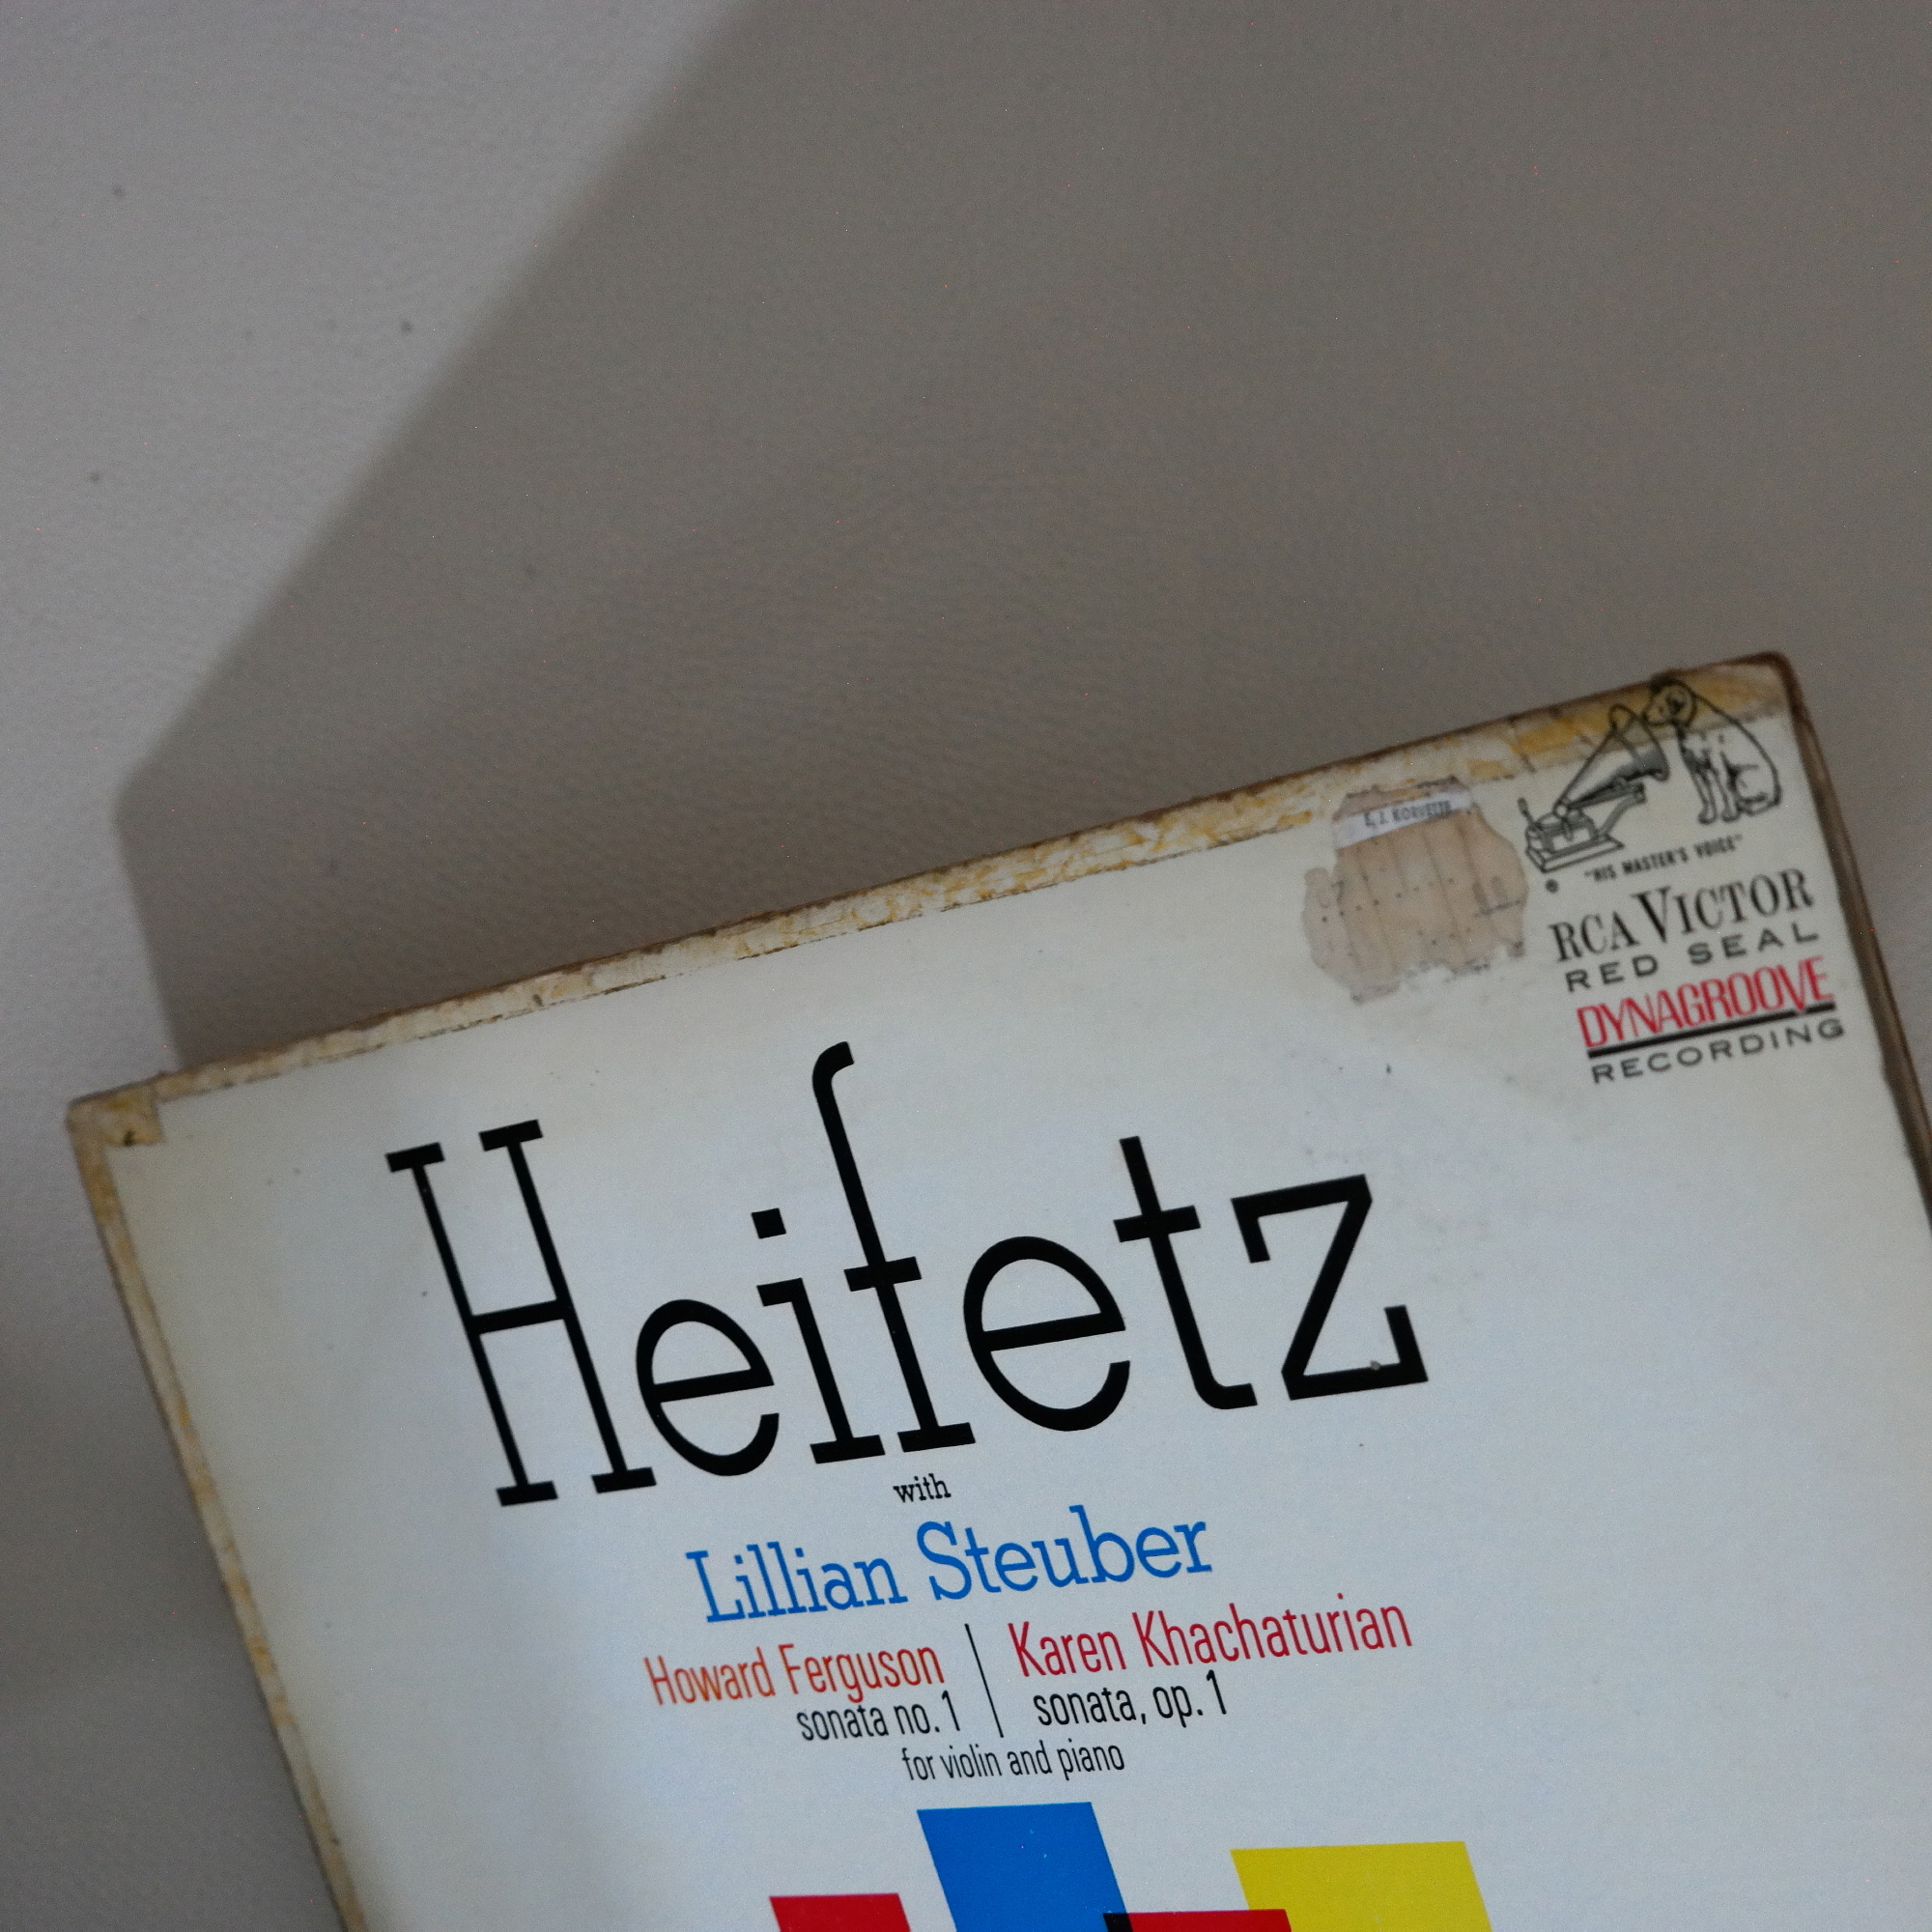 E. J. KORVETTE
"HIS MASTER'S VOICE"
RCA VICTOR
RED SEAL
DYNAGROOVE
RECORDING
Heifetz
with
Lillian Steuber
Howard Ferguson
sonata no. 1
Karen Khachaturian
sonata, op. 1
for violin and piano